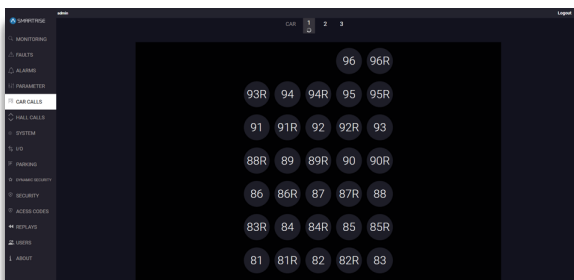 admin
Logout
SMARTRISE
CAR 1 2 3
D
MONITORING
FAULTS
ALARMS
PARAMETER
CAR CALLS
HALL CALLS
SYSTEM
I/O
PARKING
DYNAMIC SECURITY
SECURITY
ACESS CODES
REPLAYS
USERS
ABOUT
96 96R
93R 94 94R 95 95R
91 91R 92 92R 93
88R 89 89R 90 90R
86 86R 87 87R 88
83R 84 84R 85 85R
81 81R 82 82R 83